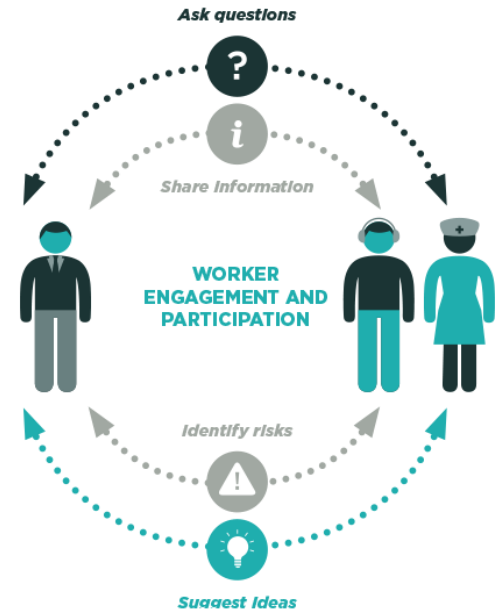 Ask questions
?
i
Share Information
WORKER
ENGAGEMENT AND
PARTICIPATION
Identify risks
!
Suggest Ideas